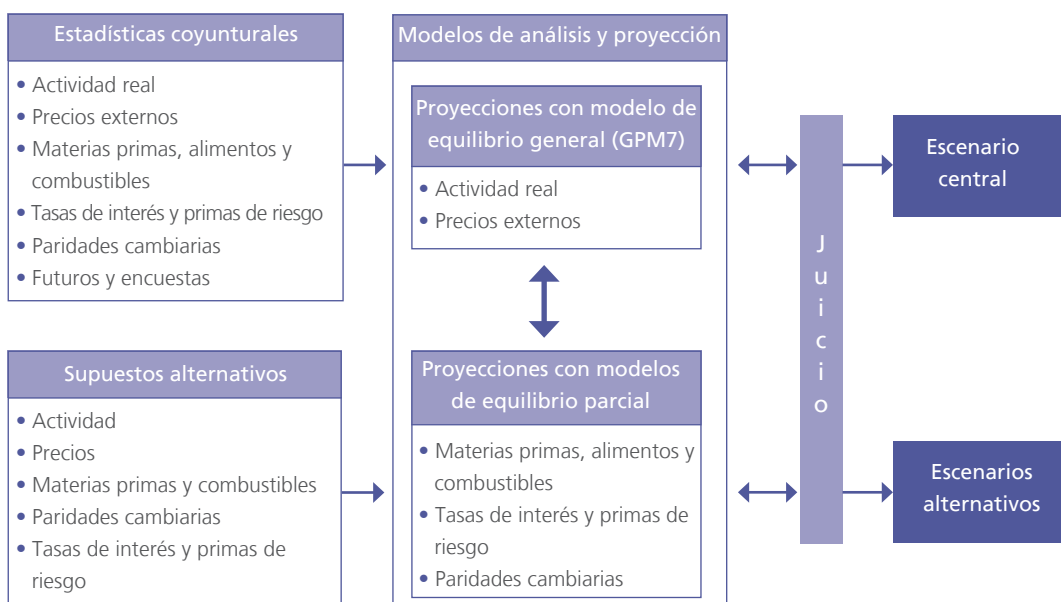 Estadísticas coyunturales
• Actividad real
• Precios externos
• Materias primas, alimentos y
combustibles
• Tasas de interés y primas de riesgo
• Paridades cambiarias
• Futuros y encuestas
Supuestos alternativos
• Actividad
• Precios
• Materias primas y combustibles
• Paridades cambiarias
• Tasas de interés y primas de
riesgo
Modelos de análisis y proyección
Proyecciones con modelo de
equilibrio general (GPM7)
• Actividad real
• Precios externos
Proyecciones con modelos
de equilibrio parcial
• Materias primas, alimentos y
combustibles
• Tasas de interés y primas de
riesgo
• Paridades cambiarias
Juicio
Escenario
central
Escenarios
alternativos